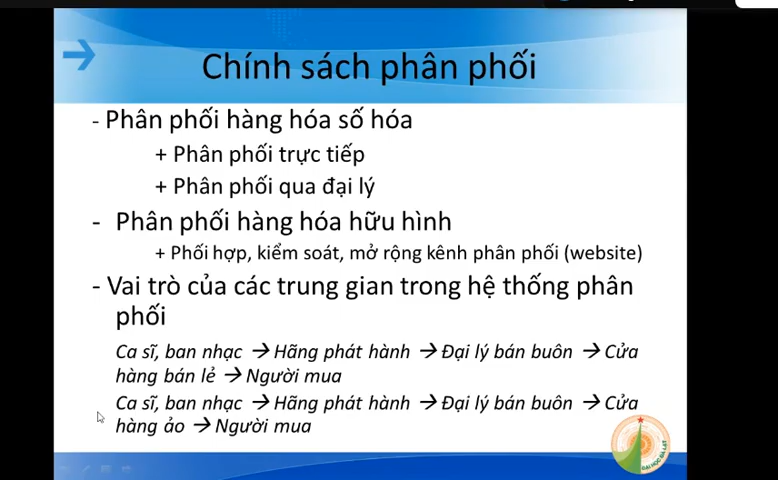 Chính sách phân phối
- Phân phối hàng hóa số hóa
+ Phân phối trực tiếp
+ Phân phối qua đại lý
- Phân phối hàng hóa hữu hình
+ Phối hợp, kiểm soát, mở rộng kênh phân phối (website)
- Vai trò của các trung gian trong hệ thống phân
phối
Ca sĩ, ban nhạc → Hãng phát hành → Đại lý bán buôn → Cửa
hàng bán lẻ → Người mua
Ca sĩ, ban nhạc → Hãng phát hành → Đại lý bán buôn → Cửa
hàng ảo → Người mua
ĐẠI HỌC ĐÀ LẠT